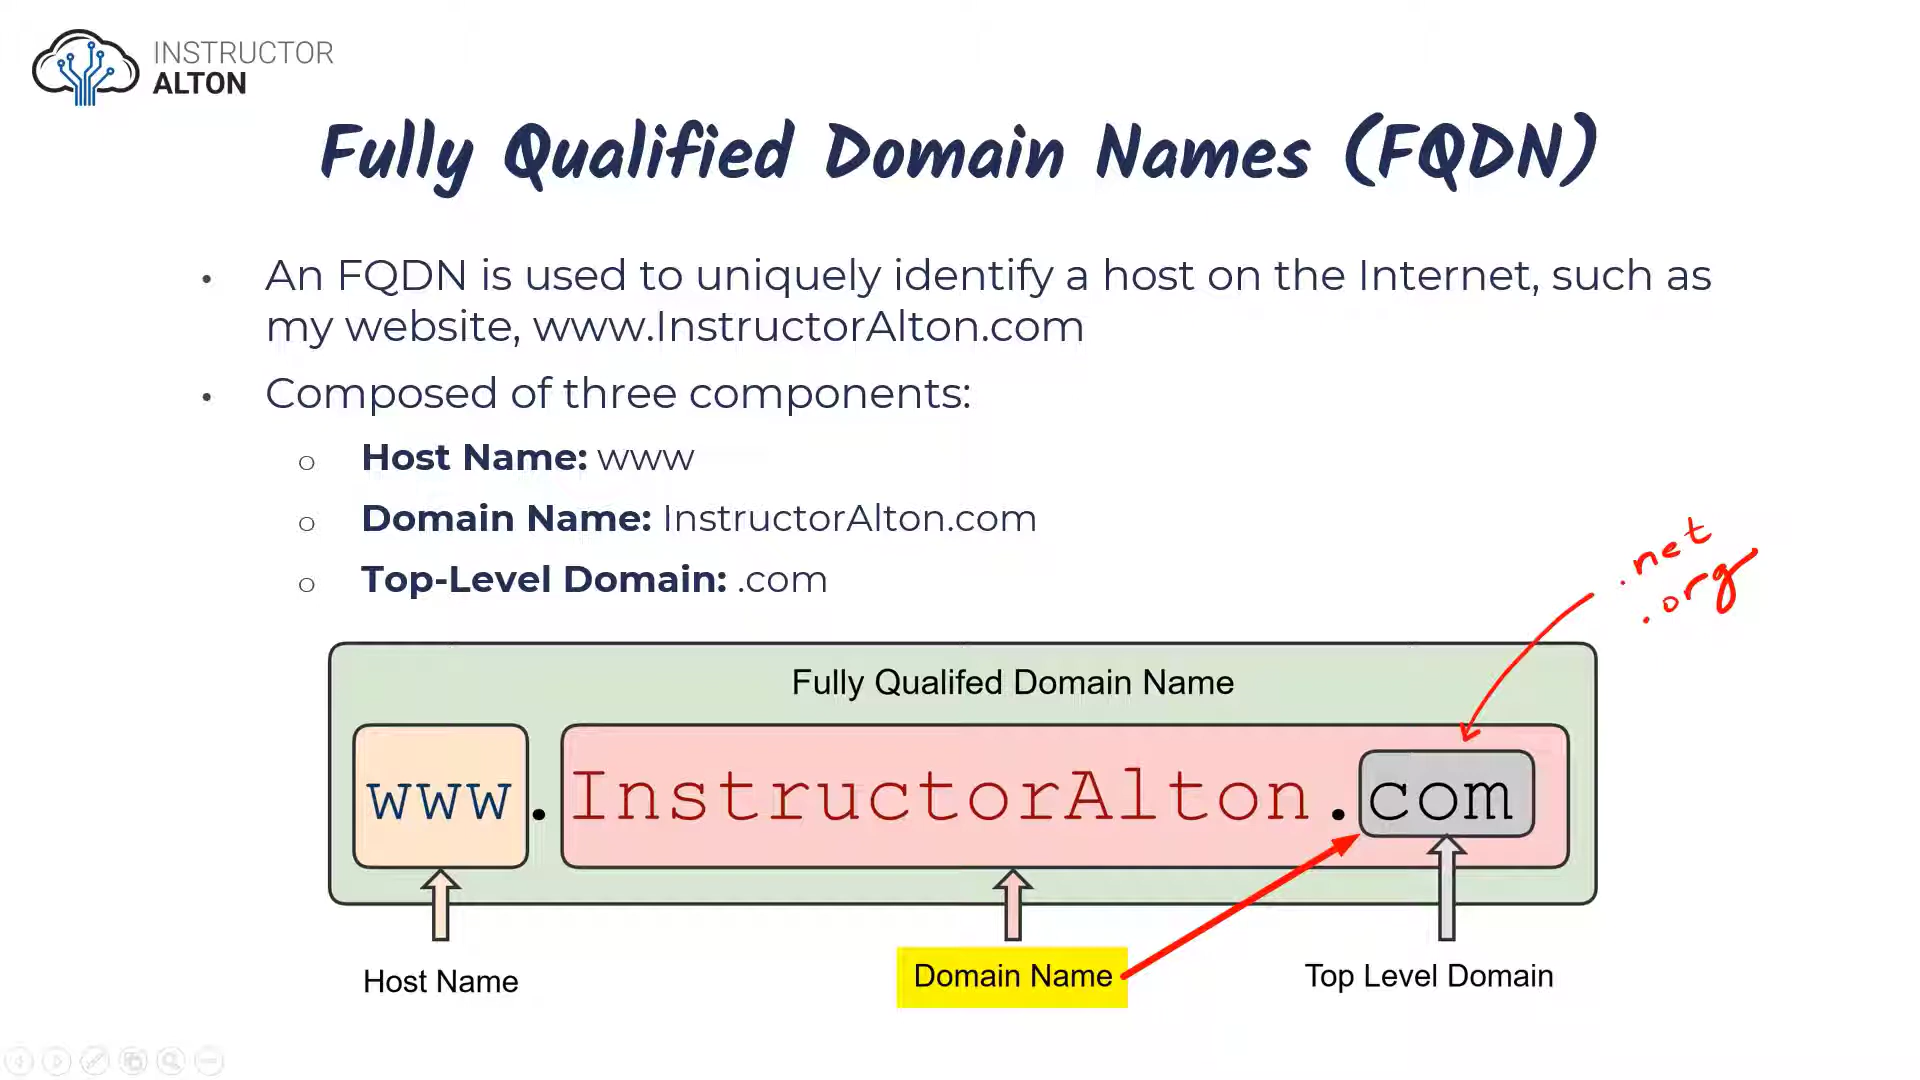 INSTRUCTOR
ALTON
Fully Qualified Domain Names (FQDN)
• An FQDN is used to uniquely identify a host on the Internet, such as
my website, www.InstructorAlton.com
• Composed of three components:
o Host Name: www
o Domain Name: InstructorAlton.com
o Top-Level Domain: .com
.net
.org
Fully Qualifed Domain Name
www.InstructorAlton.com
Host Name
Domain Name
Top Level Domain